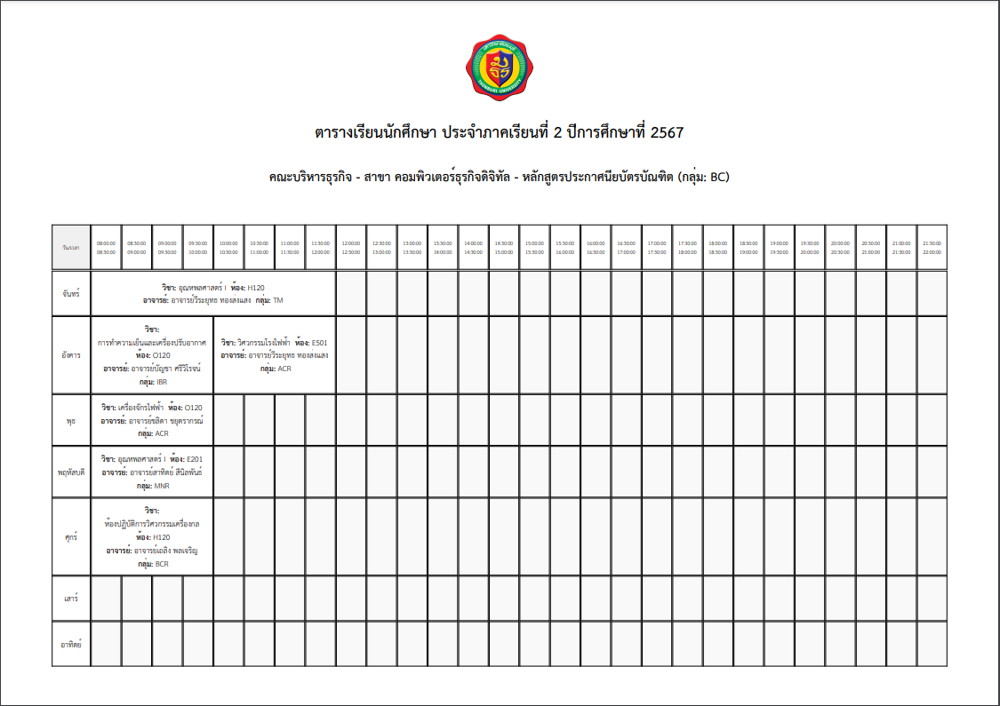 มหาวิทยาลัยธนบุรี
THONBURI UNIVERSITY
ตารางเรียนนักศึกษา ประจำภาคเรียนที่ 2 ปีการศึกษาที่ 2567
คณะบริหารธุรกิจ - สาขา คอมพิวเตอร์ธุรกิจดิจิทัล - หลักสูตรประกาศนียบัตรบัณฑิต (กลุ่ม: BC)
วัน/เวลา
08:00:00 08:30:00 09:00:00 09:30:00 10:00:00 10:30:00 11:00:00 11:30:00 12:00:00 12:30:00 13:00:00 13:30:00 14:00:00 14:30:00 15:00:00 15:30:00 16:00:00 16:30:00 17:00:00 17:30:00 18:00:00 18:30:00 19:00:00 19:30:00 20:00:00 20:30:00 21:00:00 21:30:00
08:30:00 09:00:00 09:30:00 10:00:00 10:30:00 11:00:00 11:30:00 12:00:00 12:30:00 13:00:00 13:30:00 14:00:00 14:30:00 15:00:00 15:30:00 16:00:00 16:30:00 17:00:00 17:30:00 18:00:00 18:30:00 19:00:00 19:30:00 20:00:00 20:30:00 21:00:00 21:30:00 22:00:00
จันทร์
วิชา: อุณหพลศาสตร์ I ห้อง: H120
อาจารย์: อาจารย์วีระยุทธ ทองส่งแสง กลุ่ม: TM
อังคาร
วิชา:
การทำความเย็นและเครื่องปรับอากาศ
ห้อง: O120
อาจารย์: อาจารย์บัญชา ศรีวิโรจน์
กลุ่ม: IBR
วิชา: วิศวกรรมโรงไฟฟ้า ห้อง: E501
อาจารย์: อาจารย์วีระยุทธ ทองส่งแสง
กลุ่ม: ACR
พุธ
วิชา: เครื่องจักรไฟฟ้า ห้อง: O120
อาจารย์: อาจารย์ชลิดา ชยุตราภรณ์
กลุ่ม: ACR
พฤหัสบดี
วิชา: อุณหพลศาสตร์ I ห้อง: E201
อาจารย์: อาจารย์สาทิตย์ สีนิลพันธ์
กลุ่ม: MNR
ศุกร์
วิชา:
ห้องปฏิบัติการวิศวกรรมเครื่องกล
ห้อง: H120
อาจารย์: อาจารย์เถลิง พลเจริญ
กลุ่ม: BCR
เสาร์
อาทิตย์